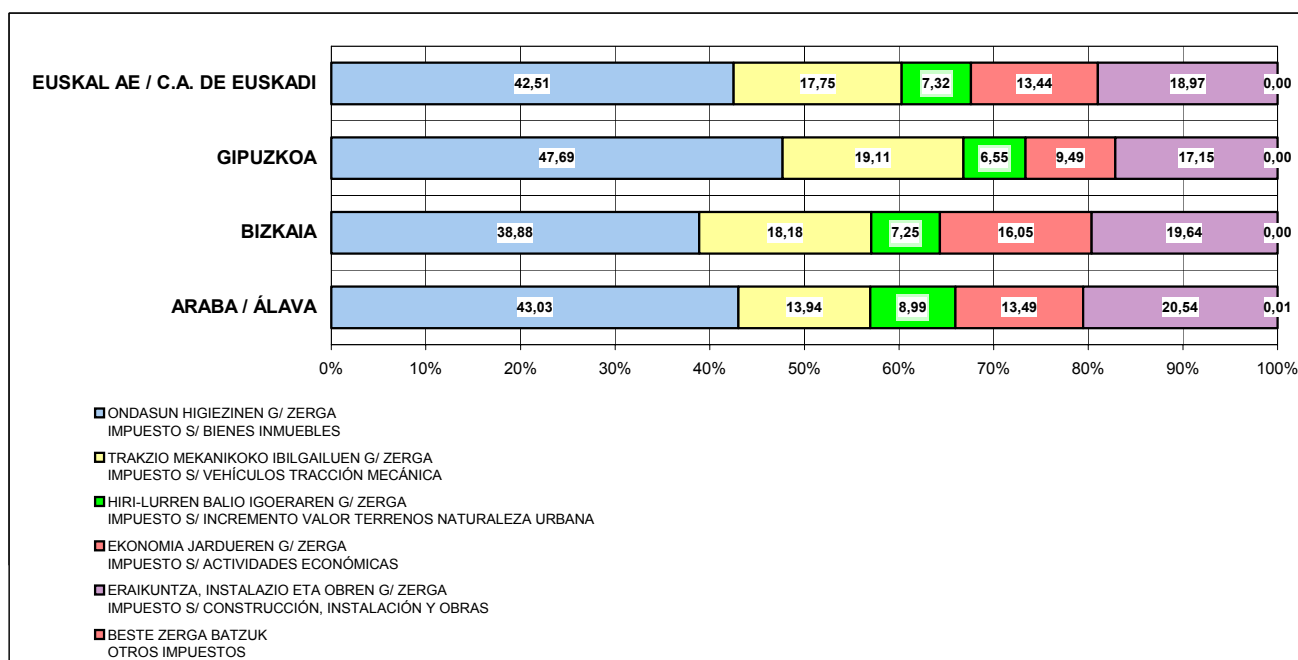 EUSKAL AE / C.A. DE EUSKADI
42,51 17,75 7,32 13,44 18,97 0,00
GIPUZKOA
47,69 19,11 6,55 9,49 17,15 0,00
BIZKAIA
38,88 18,18 7,25 16,05 19,64 0,00
ARABA / ÁLAVA
43,03 13,94 8,99 13,49 20,54 0,01
0% 10% 20% 30% 40% 50% 60% 70% 80% 90% 100%
ONDASUN HIGIEZINEN G/ ZERGA
IMPUESTO S/ BIENES INMUEBLES
TRAKZIO MEKANIKOKO IBILGAILUEN G/ ZERGA
IMPUESTO S/ VEHÍCULOS TRACCIÓN MECÁNICA
HIRI-LURREN BALIO IGOERAREN G/ ZERGA
IMPUESTO S/ INCREMENTO VALOR TERRENOS NATURALEZA URBANA
EKONOMIA JARDUEREN G/ ZERGA
IMPUESTO S/ ACTIVIDADES ECONÓMICAS
ERAIKUNTZA, INSTALAZIO ETA OBREN G/ ZERGA
IMPUESTO S/ CONSTRUCCIÓN, INSTALACIÓN Y OBRAS
BESTE ZERGA BATZUK
OTROS IMPUESTOS